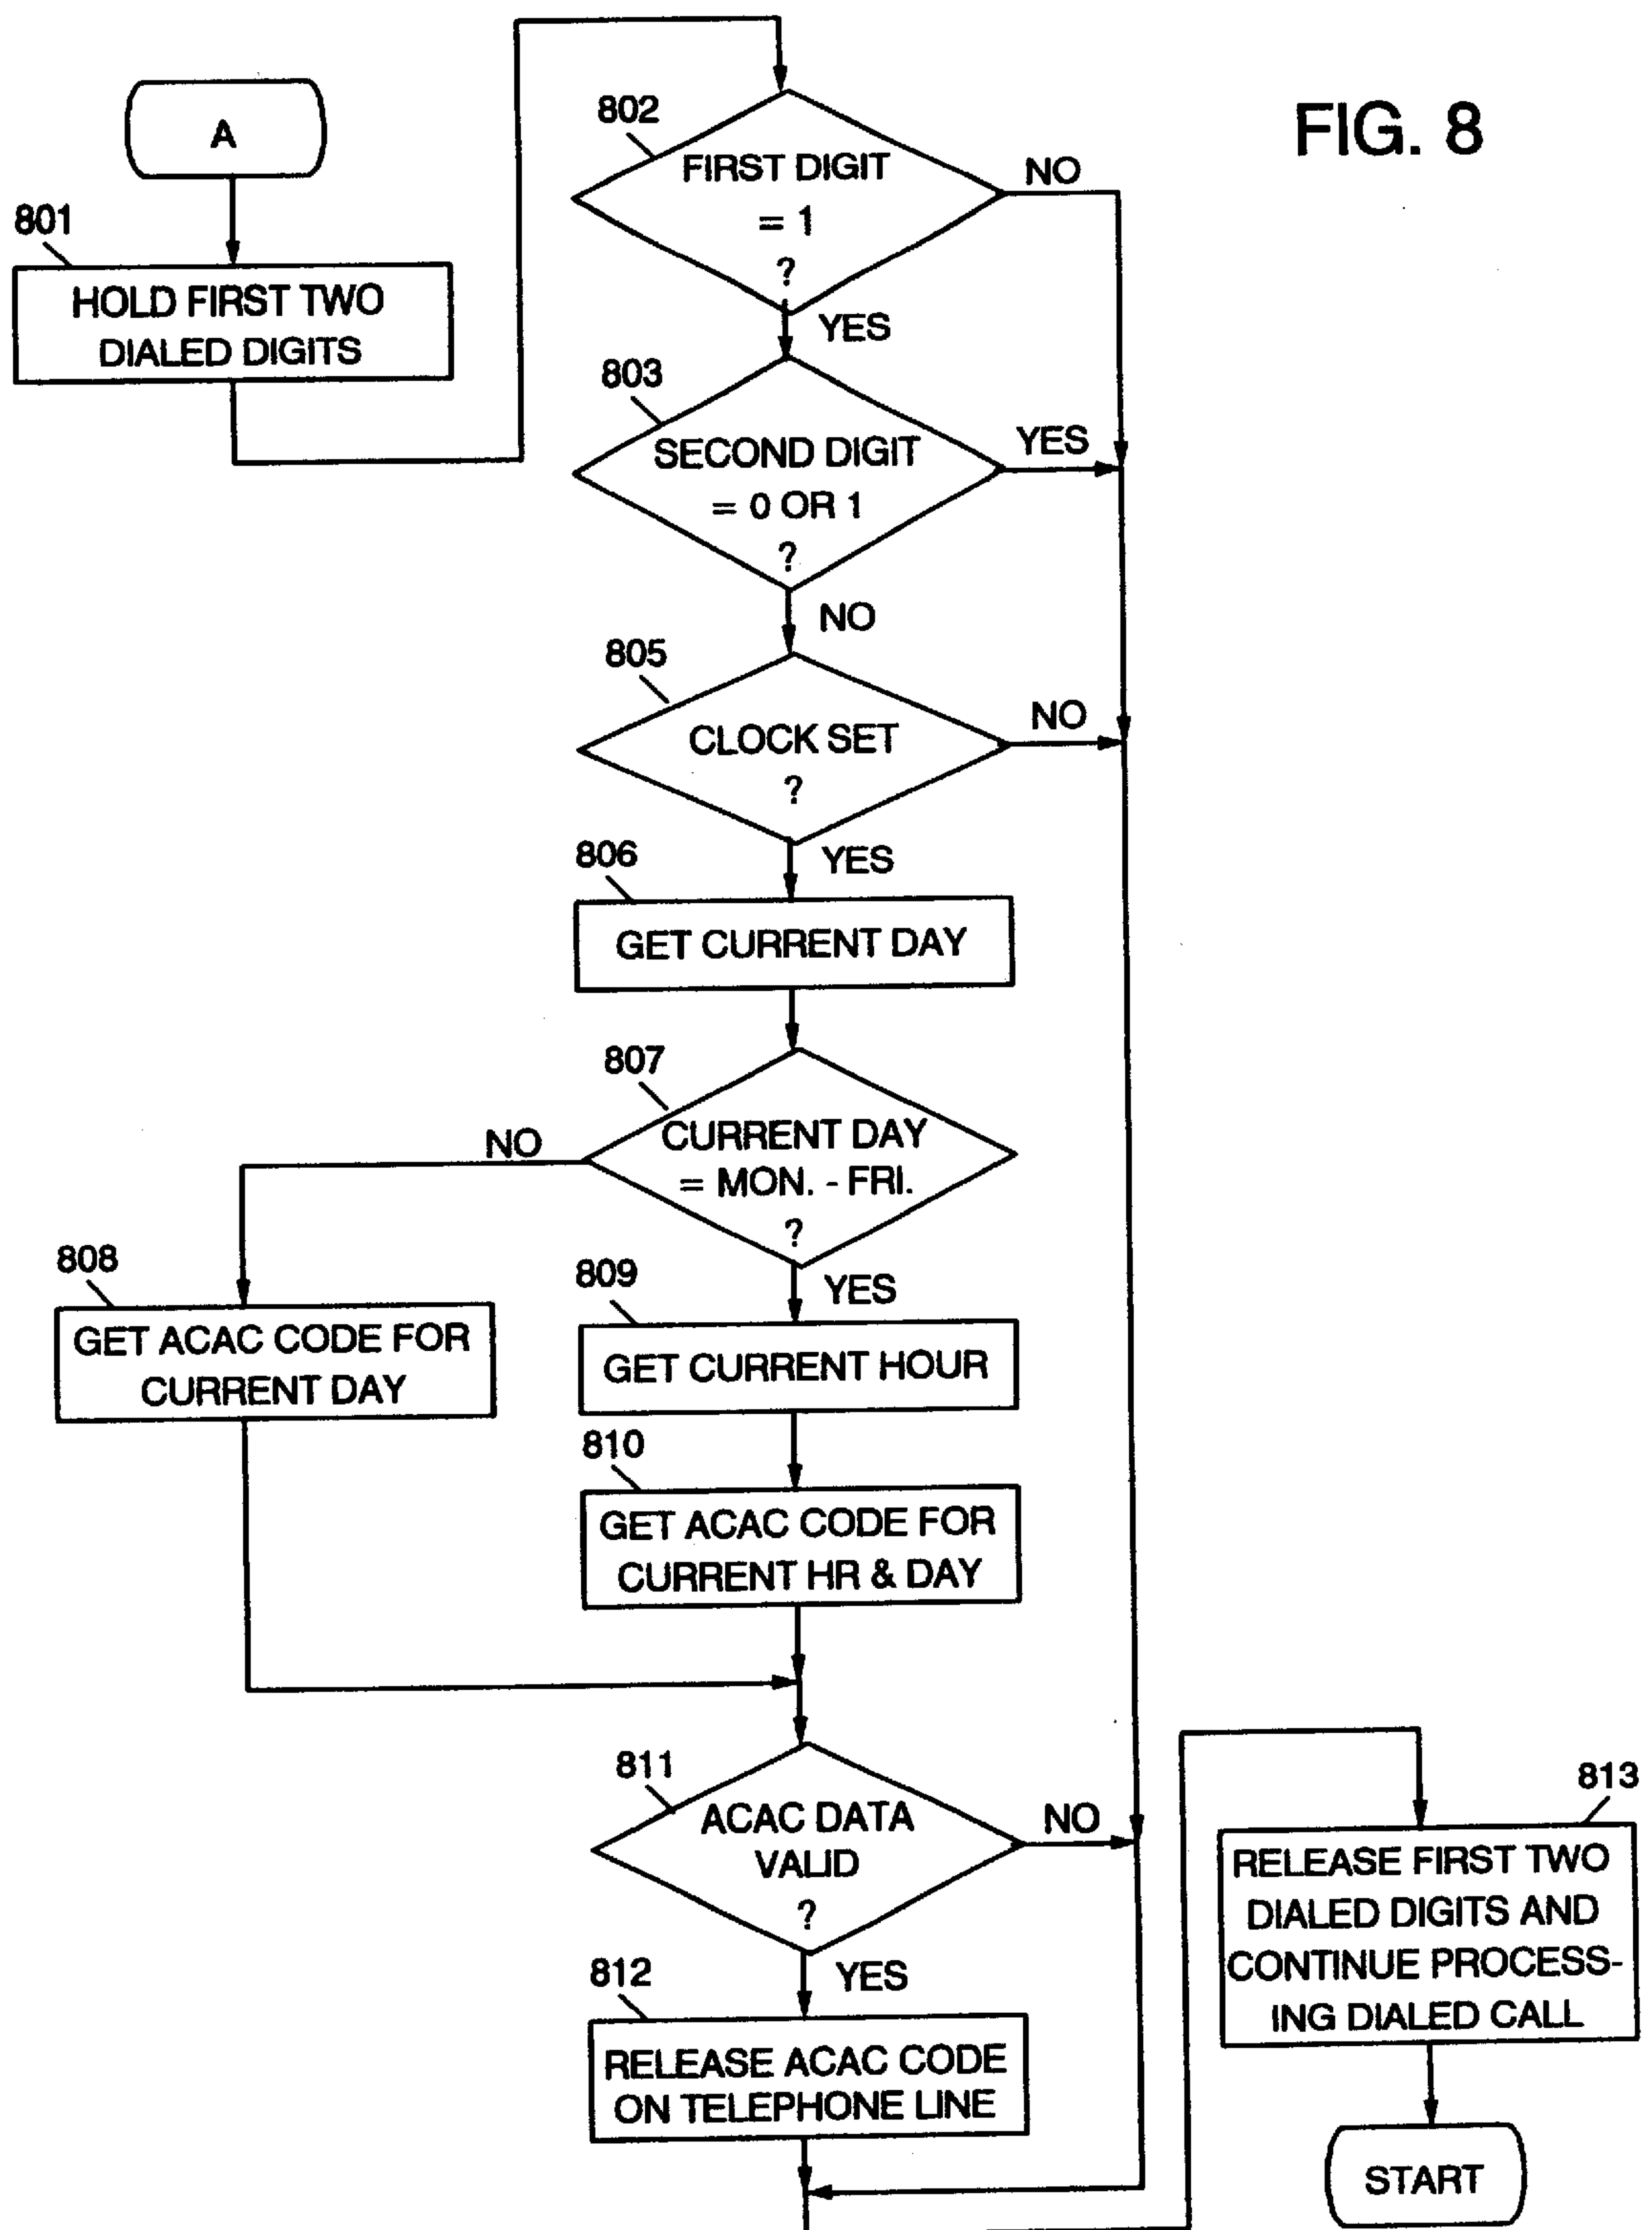 FIG. 8
A
801
HOLD FIRST TWO
DIALED DIGITS
802
FIRST DIGIT
= 1
?
NO
YES
803
SECOND DIGIT
= 0 OR 1
?
YES
NO
805
CLOCK SET
?
NO
YES
806
GET CURRENT DAY
807
CURRENT DAY
= MON. - FRI.
?
NO
YES
808
GET ACAC CODE FOR
CURRENT DAY
809
GET CURRENT HOUR
810
GET ACAC CODE FOR
CURRENT HR & DAY
811
ACAC DATA
VALID
?
NO
YES
812
RELEASE ACAC CODE
ON TELEPHONE LINE
813
RELEASE FIRST TWO
DIALED DIGITS AND
CONTINUE PROCESS-
ING DIALED CALL
START